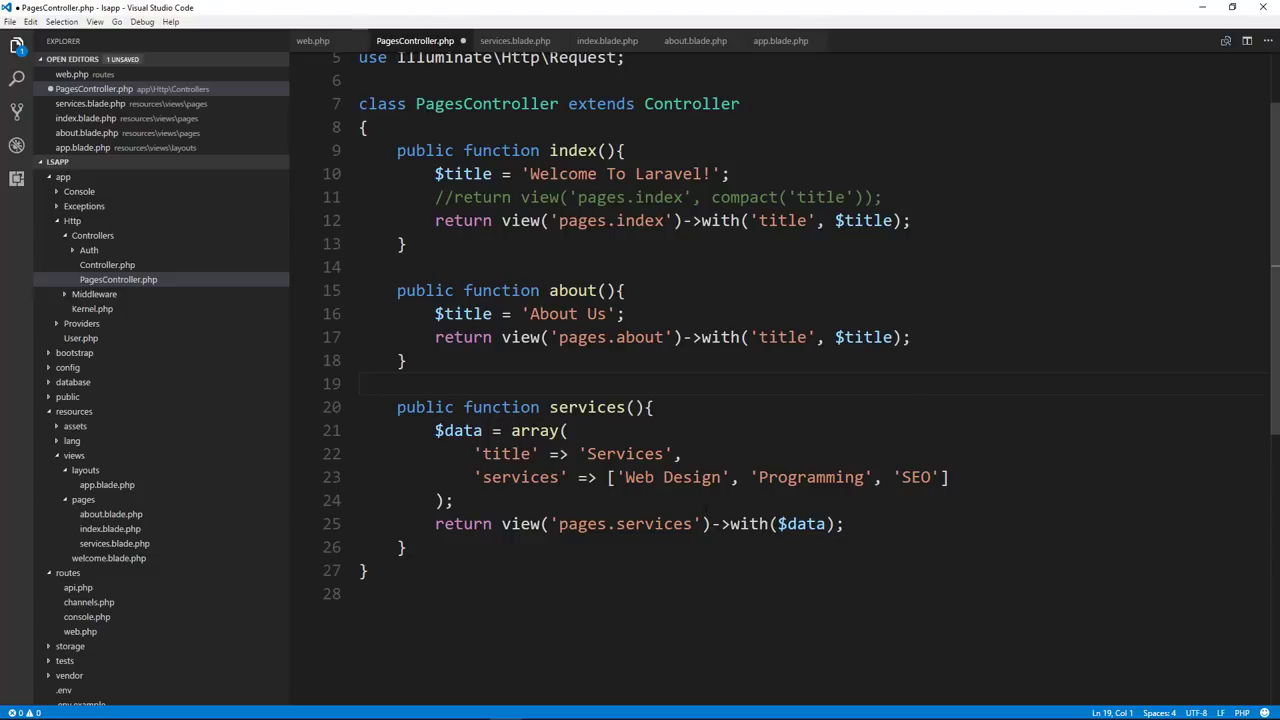 ● PagesController.php - lsapp - Visual Studio Code
File Edit Selection View Go Debug Help
EXPLORER
web.php
PagesController.php ●
services.blade.php
index.blade.php
about.blade.php
app.blade.php
OPEN EDITORS 1 UNSAVED
web.php routes
PagesController.php app\Http\Controllers
services.blade.php resources\views\pages
index.blade.php resources\views\pages
about.blade.php resources\views\pages
app.blade.php resources\views\layouts
LSAPP
app
Console
Exceptions
Http
Controllers
Auth
Controller.php
PagesController.php
Middleware
Kernel.php
Providers
User.php
bootstrap
config
database
public
resources
assets
lang
views
layouts
app.blade.php
pages
about.blade.php
index.blade.php
services.blade.php
welcome.blade.php
routes
api.php
channels.php
console.php
web.php
storage
tests
vendor
.env
.env.example
1
5 use Illuminate\Http\Request;
6
7 class PagesController extends Controller
8 {
9 public function index(){
10 $title = 'Welcome To Laravel!';
11 //return view('pages.index', compact('title'));
12 return view('pages.index')->with('title', $title);
13 }
14
15 public function about(){
16 $title = 'About Us';
17 return view('pages.about')->with('title', $title);
18 }
19
20 public function services(){
21 $data = array(
22 'title' => 'Services',
23 'services' => ['Web Design', 'Programming', 'SEO']
24 );
25 return view('pages.services')->with($data);
26 }
27 }
28
0 0
Ln 19, Col 1 Spaces: 4 UTF-8 LF PHP